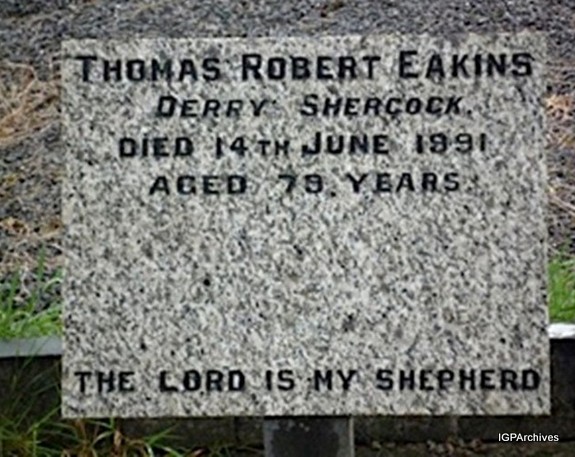 THOMAS ROBERT EAKINS
DERRY SHERCOCK.
DIED 14TH JUNE 1991
AGED 79 YEARS
THE LORD IS MY SHEPHERD
IGPArchives